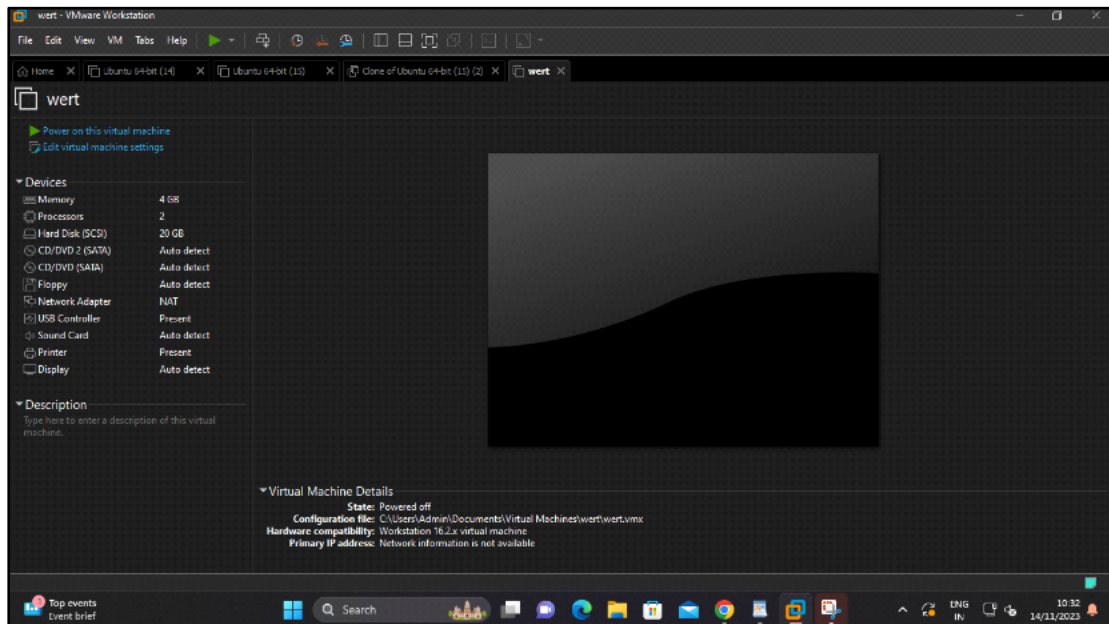 wert - VMware Workstation
File Edit View VM Tabs Help
Home
Ubuntu 64-bit (14)
Ubuntu 64-bit (15)
Clone of Ubuntu 64-bit (15) (2)
wert
wert
Power on this virtual machine
Edit virtual machine settings
Devices
Memory 4 GB
Processors 2
Hard Disk (SCSI) 20 GB
CD/DVD 2 (SATA) Auto detect
CD/DVD (SATA) Auto detect
Floppy Auto detect
Network Adapter NAT
USB Controller Present
Sound Card Auto detect
Printer Present
Display Auto detect
Description
Type here to enter a description of this virtual
machine.
Virtual Machine Details
State: Powered off
Configuration file: C:\Users\Admin\Documents\Virtual Machines\wert\wert.vmx
Hardware compatibility: Workstation 16.2.x virtual machine
Primary IP address: Network information is not available
Top events
Event brief
Search
ENG
IN
10:32
14/11/2023